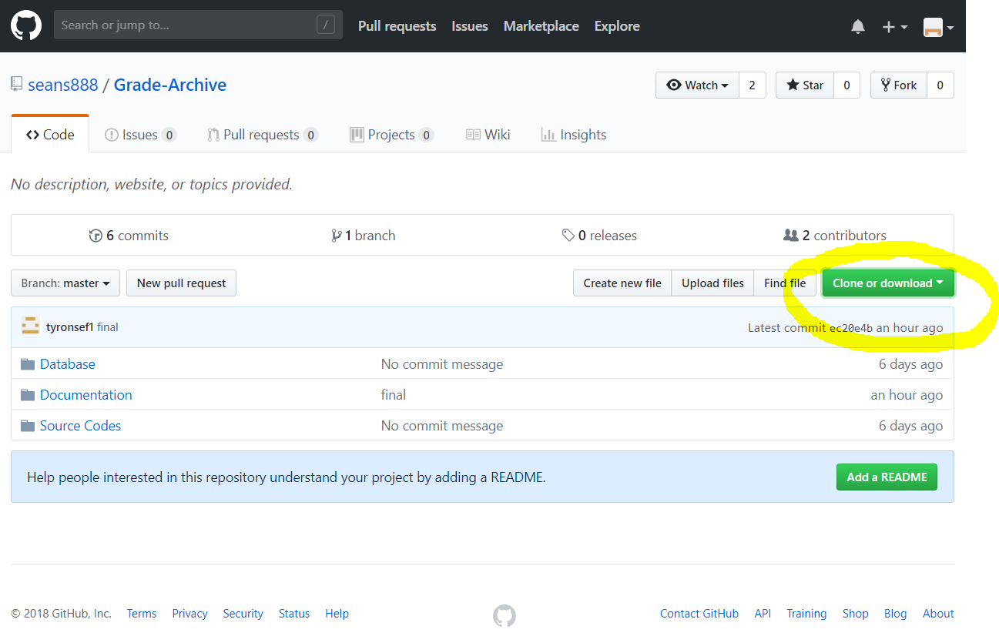 Search or jump to... / Pull requests Issues Marketplace Explore
seans888 / Grade-Archive Watch 2 Star 0 Fork 0
Code Issues 0 Pull requests 0 Projects 0 Wiki Insights
No description, website, or topics provided.
6 commits 1 branch 0 releases 2 contributors
Branch: master New pull request Create new file Upload files Find file Clone or download
tyronsef1 final Latest commit ec20e4b an hour ago
Database No commit message 6 days ago
Documentation final an hour ago
Source Codes No commit message 6 days ago
Help people interested in this repository understand your project by adding a README. Add a README
© 2018 GitHub, Inc. Terms Privacy Security Status Help Contact GitHub API Training Shop Blog About